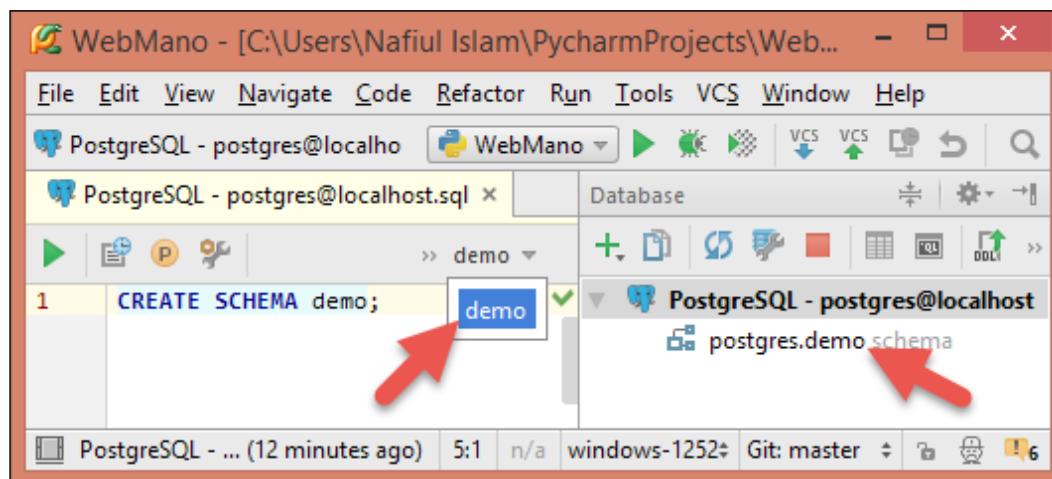 WebMano - [C:\Users\Nafiul Islam\PycharmProjects\Web...
File Edit View Navigate Code Refactor Run Tools VCS Window Help
PostgreSQL - postgres@localho WebMano VCS VCS
PostgreSQL - postgres@localhost.sql Database
P » demo SQL DDL »
1 CREATE SCHEMA demo; PostgreSQL - postgres@localhost
demo
postgres.demo schema
PostgreSQL - ... (12 minutes ago) 5:1 n/a windows-1252 Git: master 6